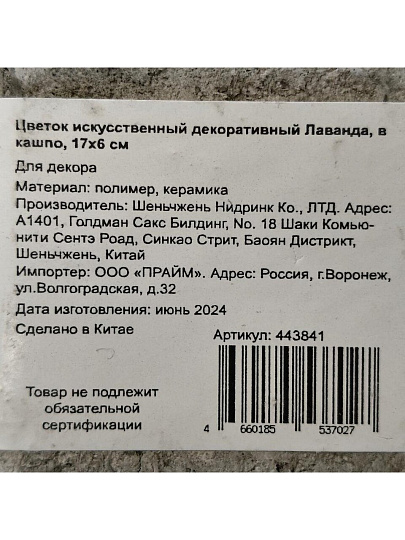 Цветок искусственный декоративный Лаванда, в
кашпо, 17х6 см
Для декора
Материал: полимер, керамика
Производитель: Шеньчжень Нидринк Ко., ЛТД. Адрес:
А1401, Голдман Сакс Билдинг, No. 18 Шаки Комью-
нити Сентэ Роад, Синкао Стрит, Баоян Дистрикт,
Шеньчжень, Китай
Импортер: ООО «ПРАЙМ». Адрес: Россия, г.Воронеж,
ул.Волгоградская, д.32
Дата изготовления: июнь 2024
Сделано в Китае
Артикул: 443841
Товар не подлежит
обязательной
сертификации
4 660185 537027